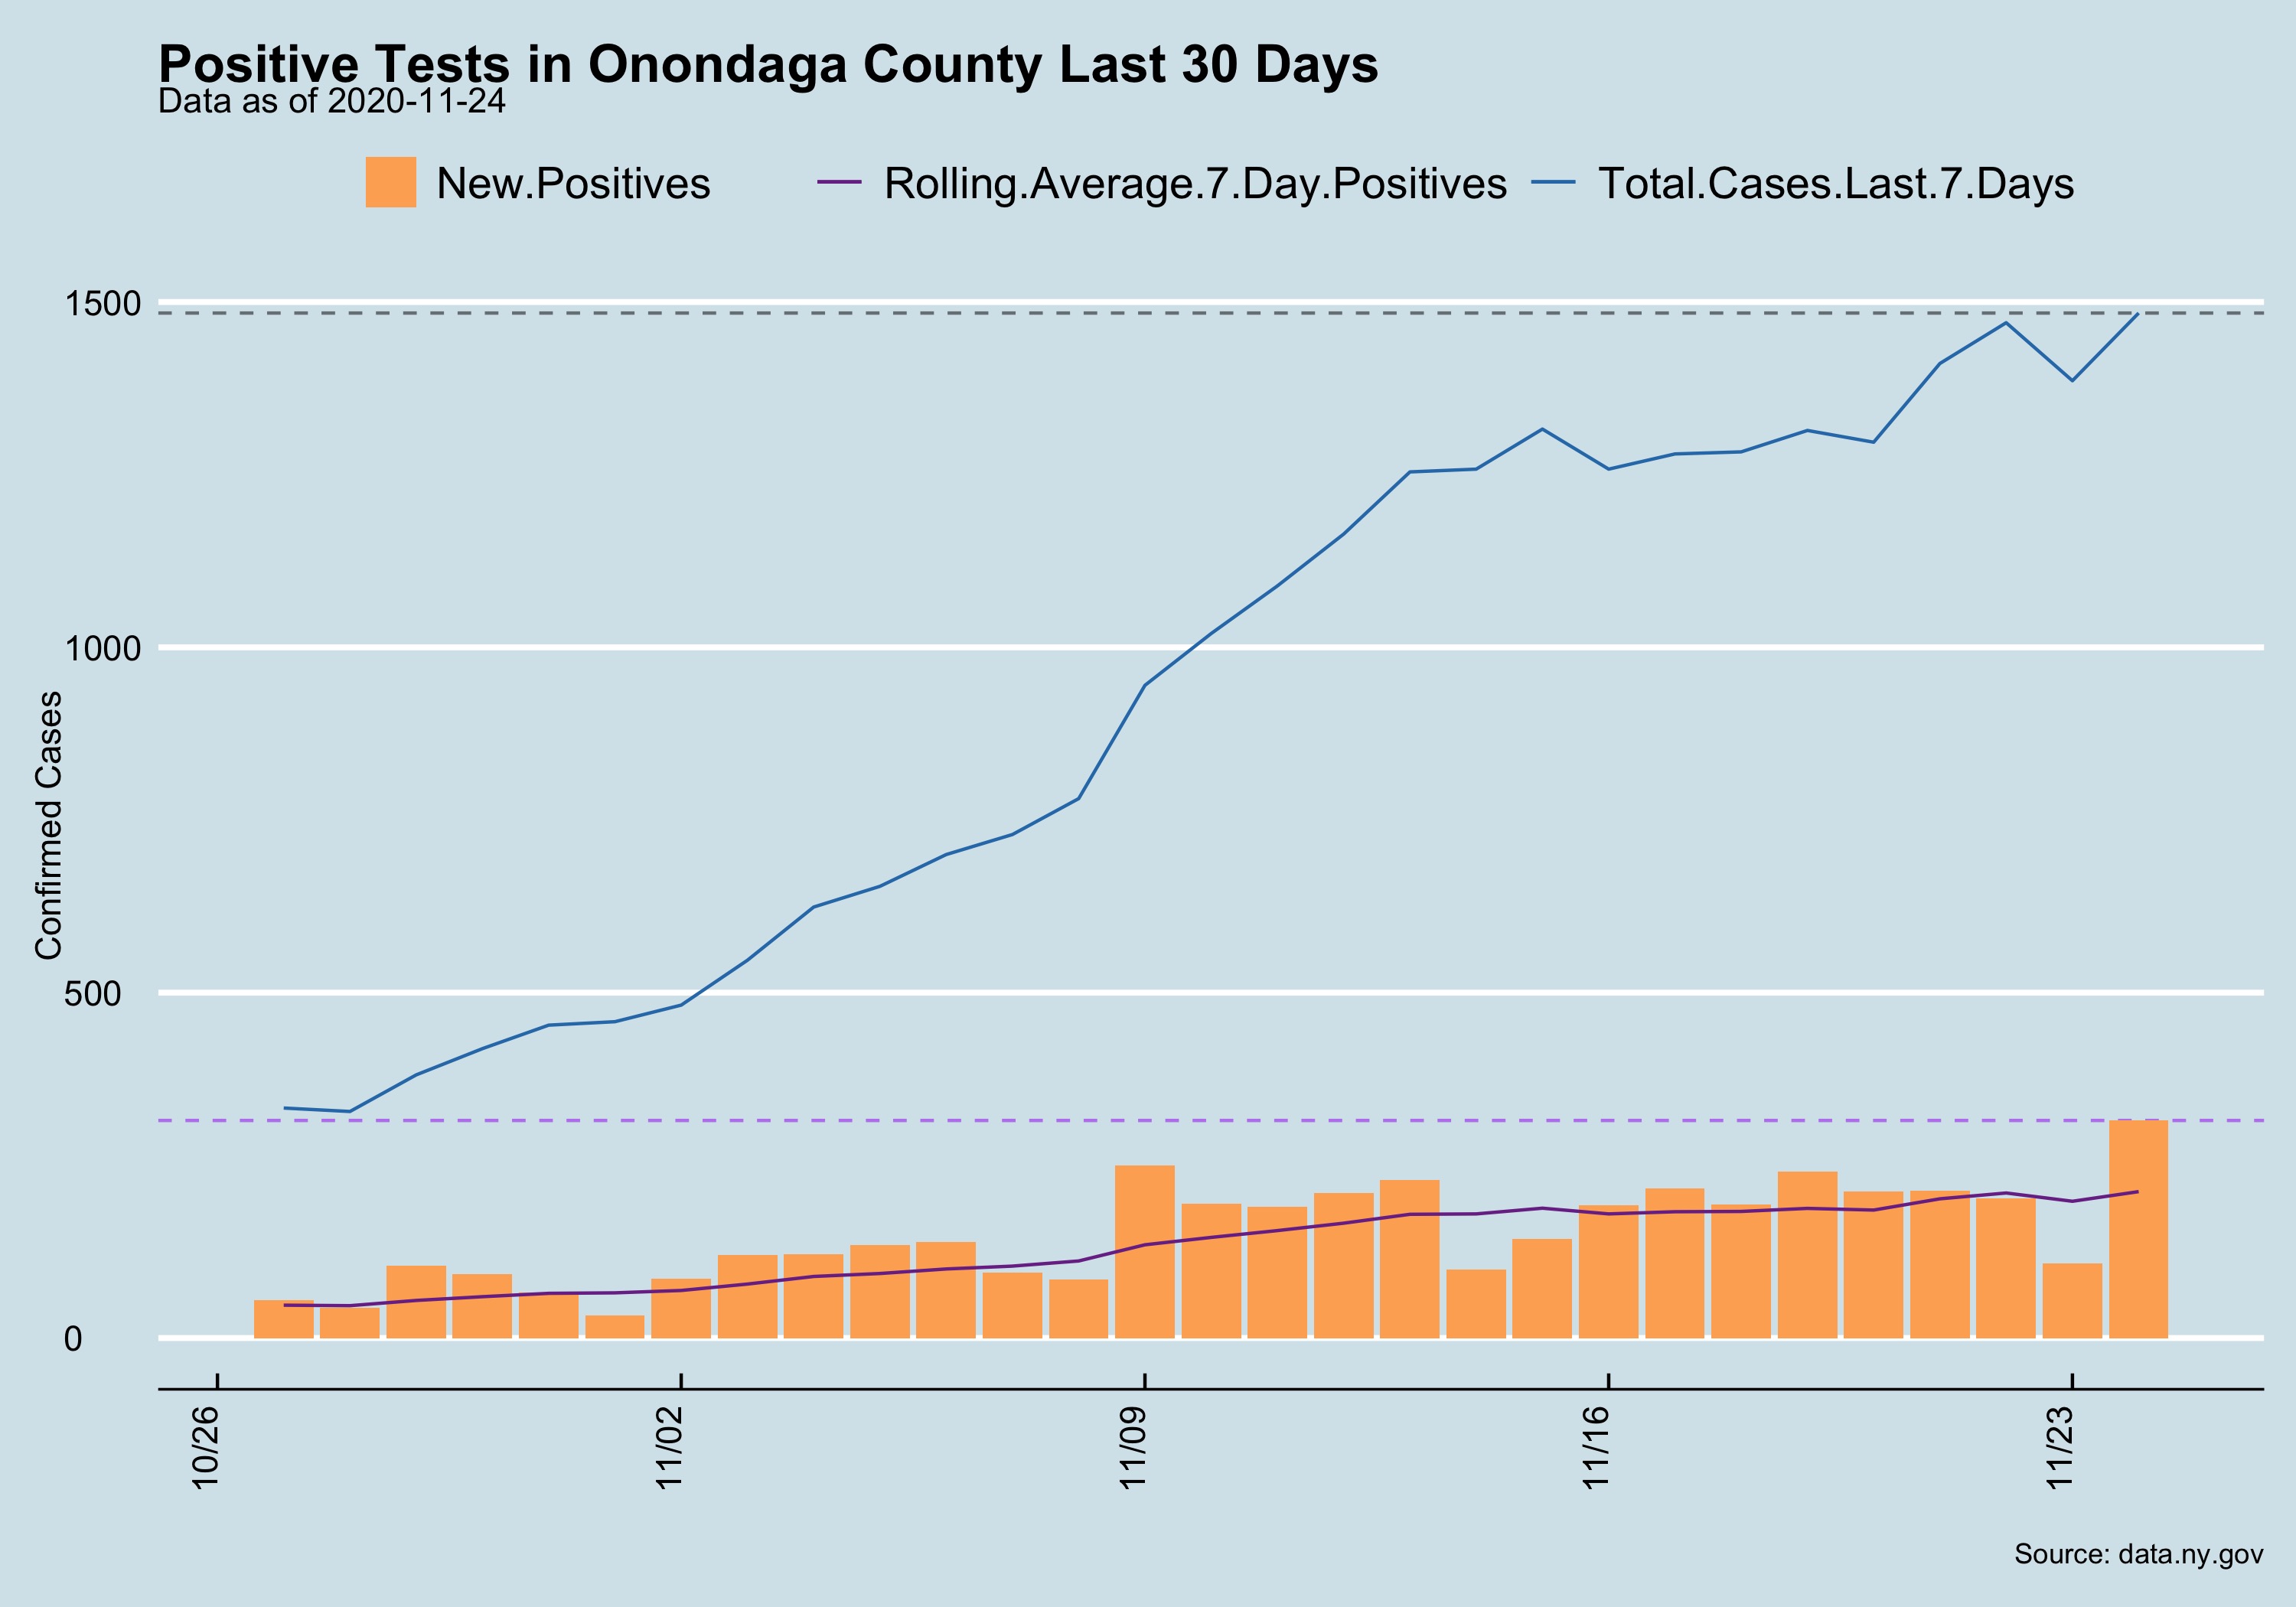 Positive Tests in Onondaga County Last 30 Days
Data as of 2020-11-24
New.Positives Rolling.Average.7.Day.Positives Total.Cases.Last.7.Days
Confirmed Cases
1500
1000
500
0
10/26 11/02 11/09 11/16 11/23
Source: data.ny.gov